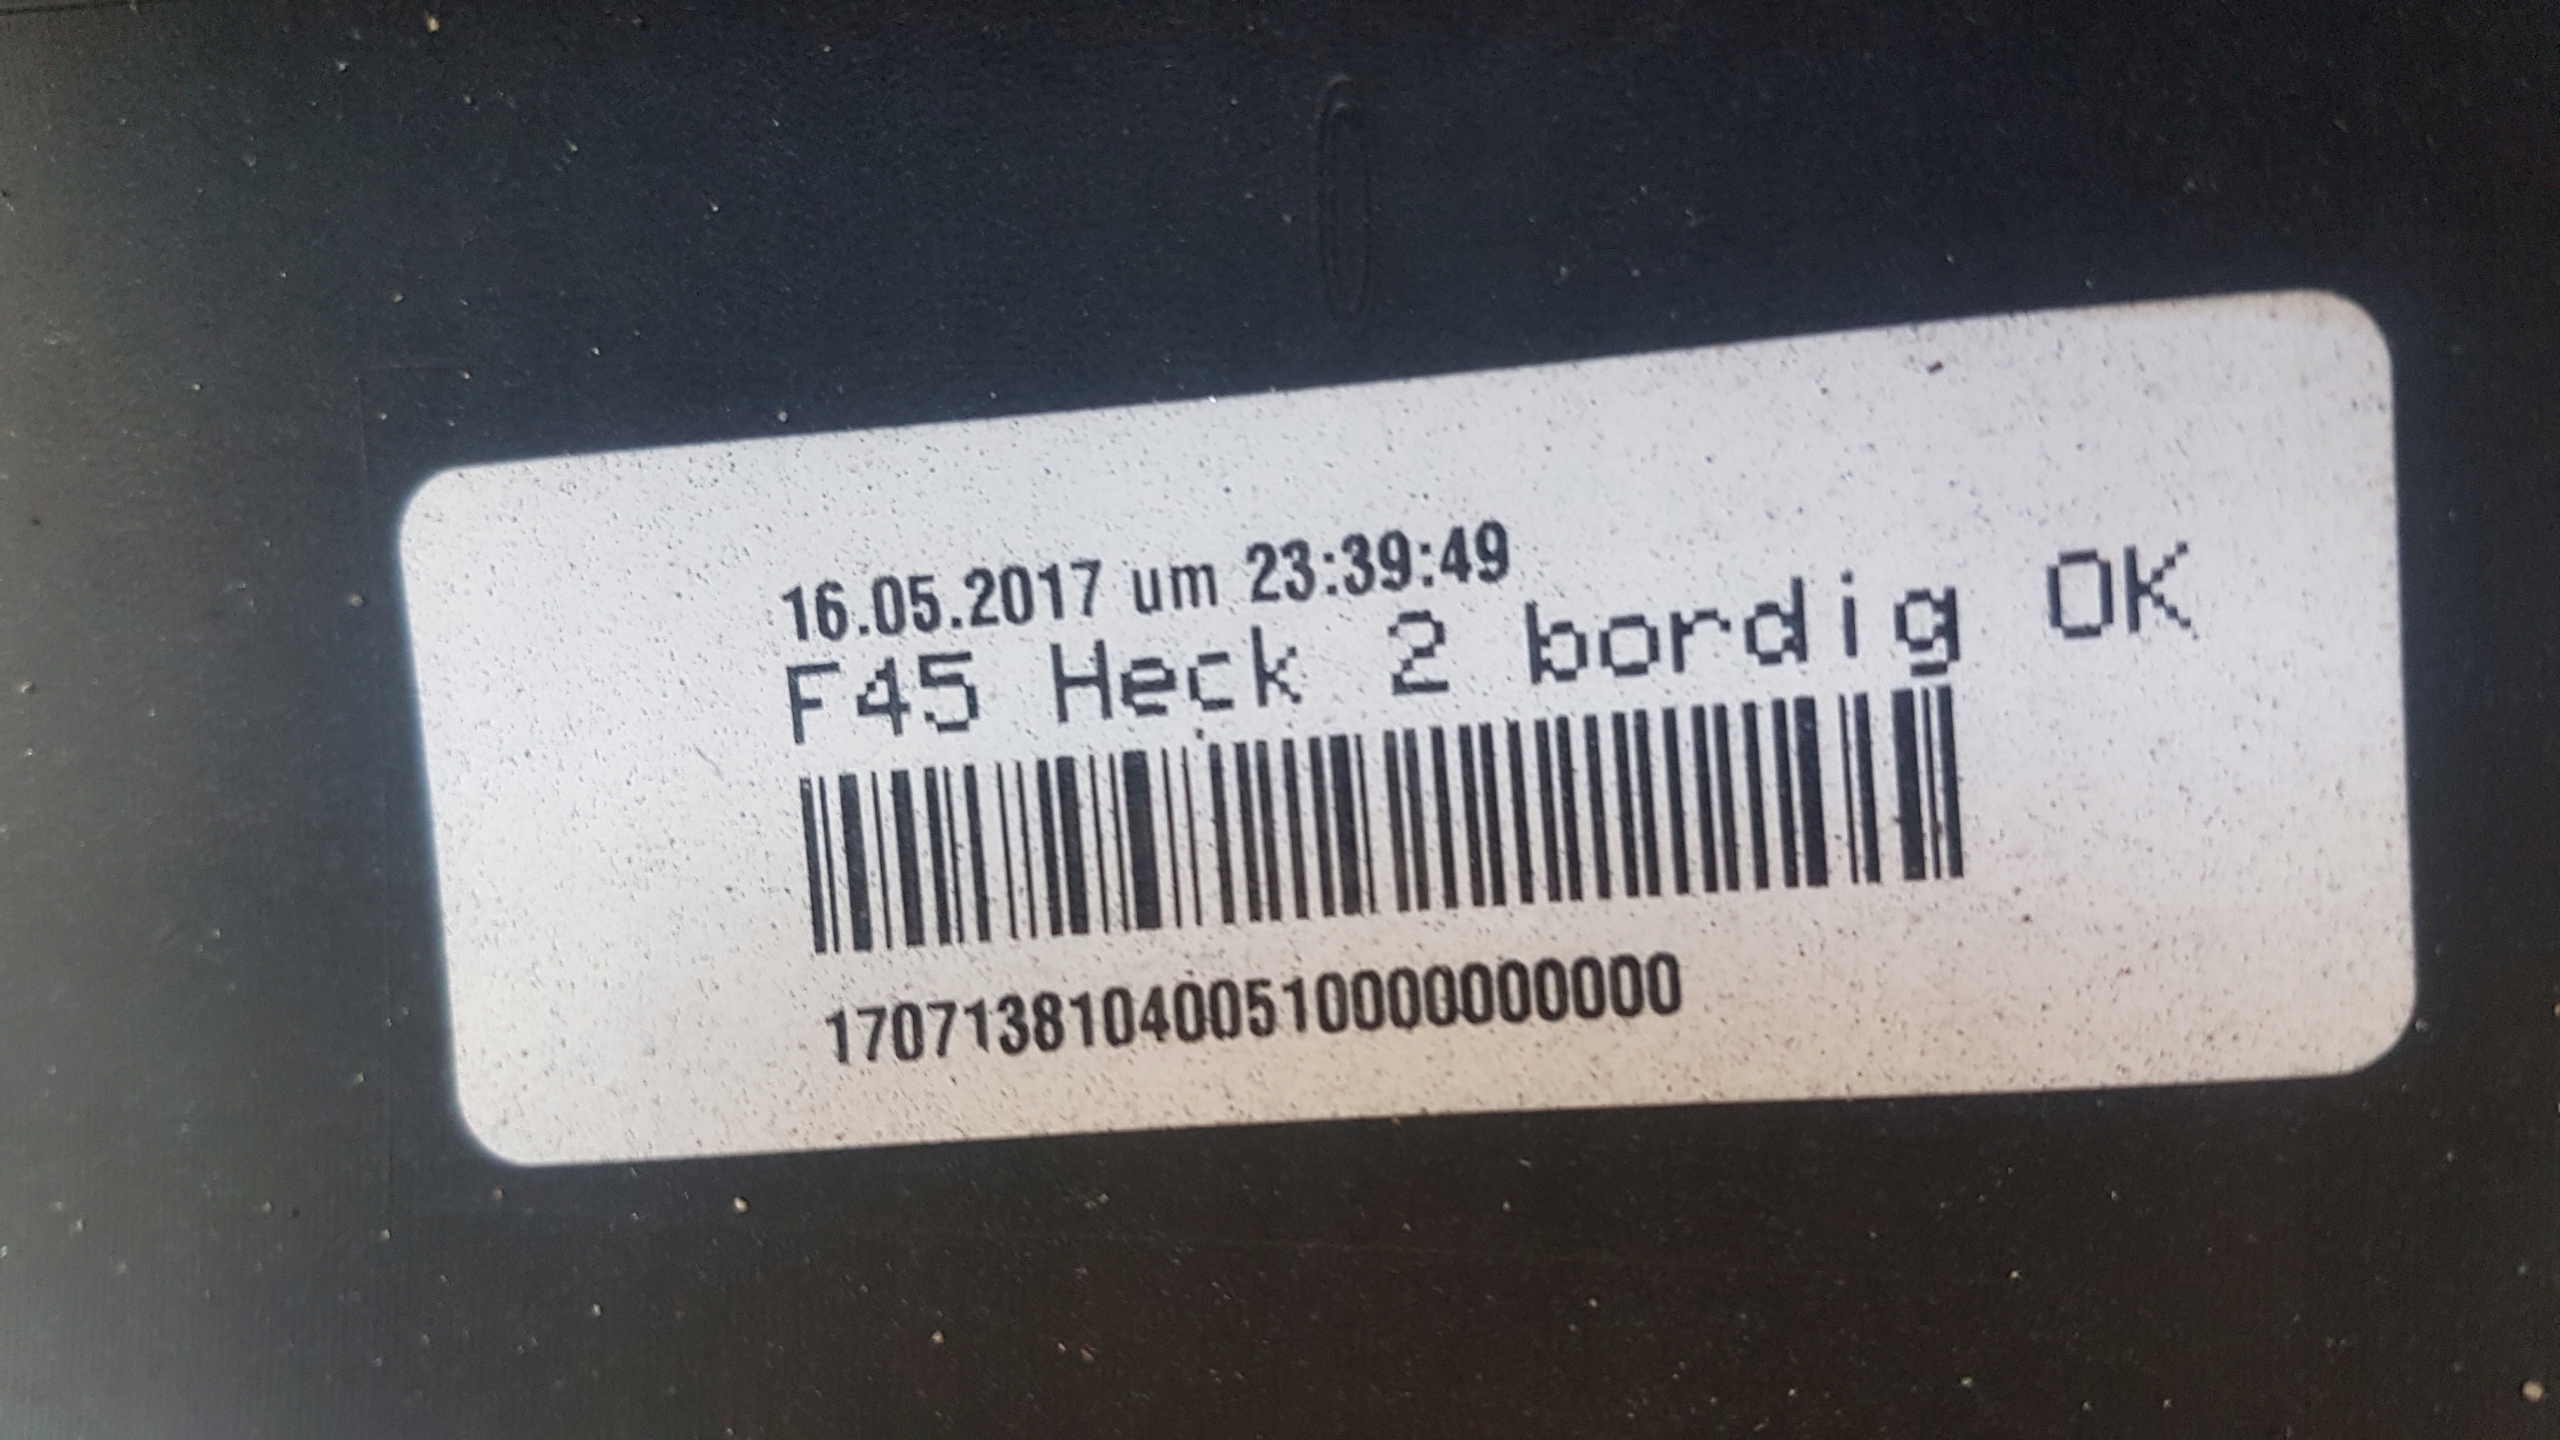 16.05.2017 um 23:39:49
F45 Heck 2 bordig OK
170713810400510000000000